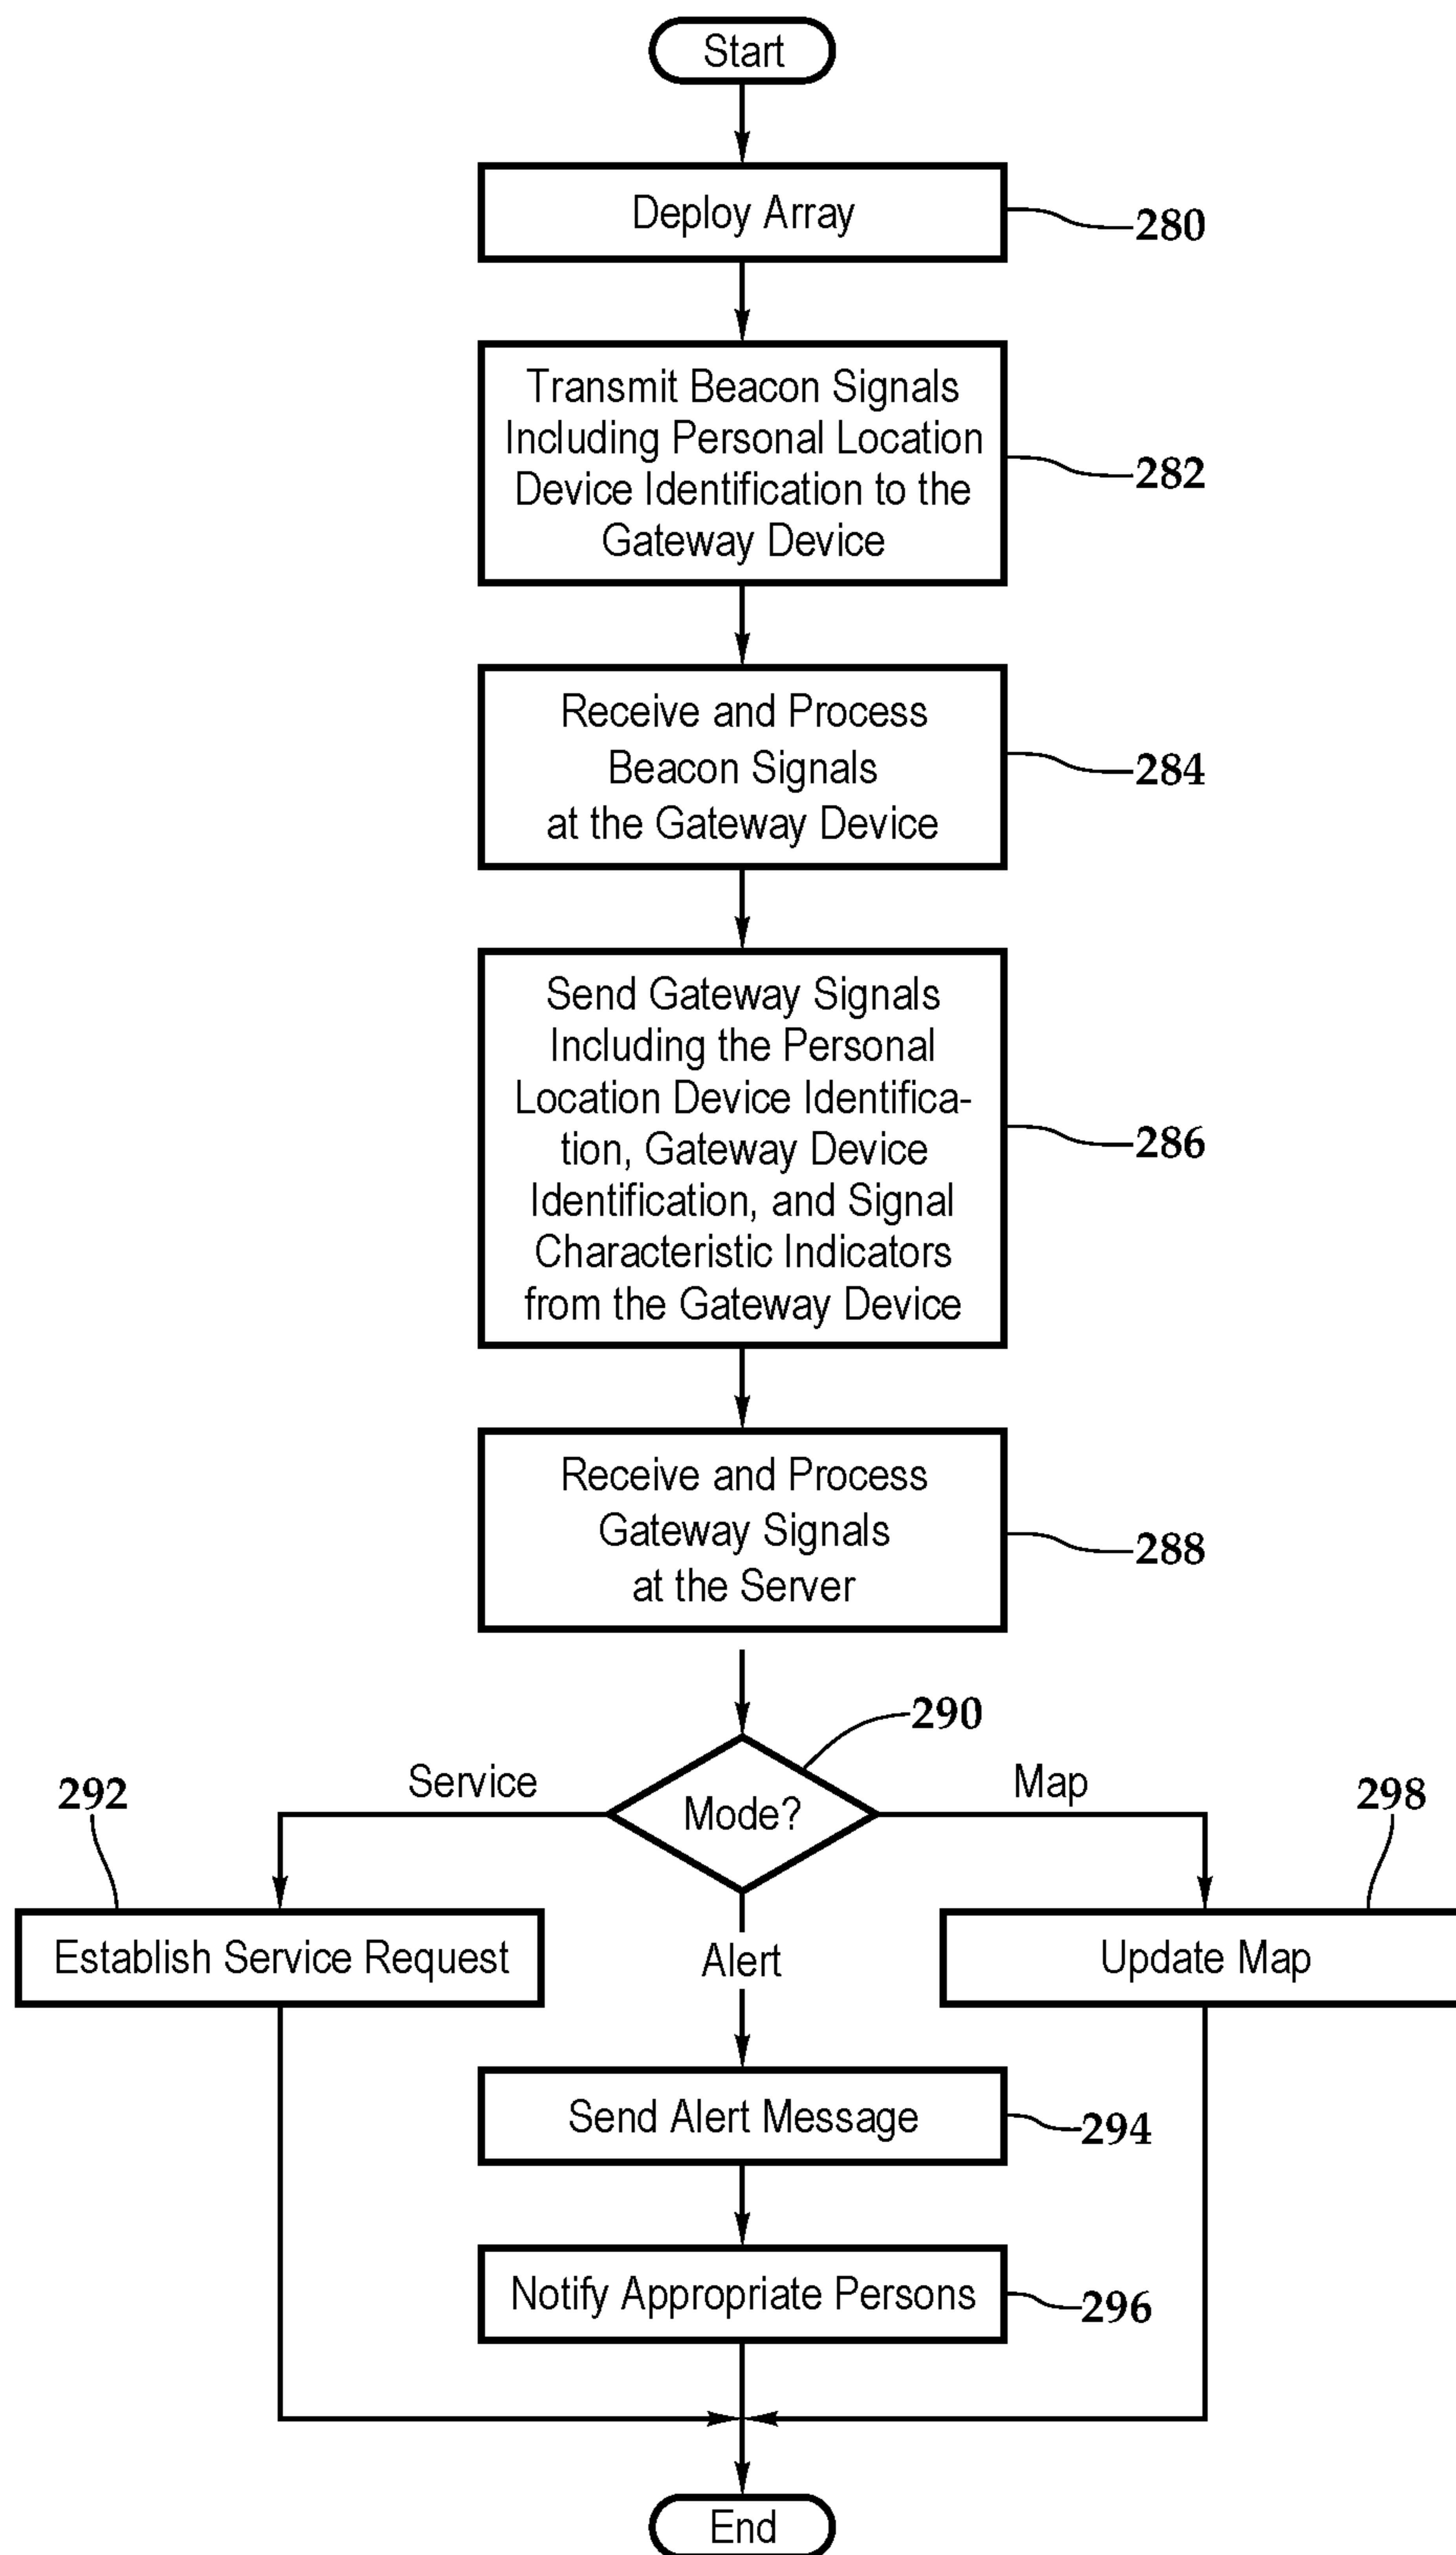 Start
Deploy Array
280
Transmit Beacon Signals
Including Personal Location
Device Identification to the
Gateway Device
282
Receive and Process
Beacon Signals
at the Gateway Device
284
Send Gateway Signals
Including the Personal
Location Device Identifica-
tion, Gateway Device
Identification, and Signal
Characteristic Indicators
from the Gateway Device
286
Receive and Process
Gateway Signals
at the Server
288
290
Mode?
Service
Map
292
298
Establish Service Request
Alert
Update Map
Send Alert Message
294
Notify Appropriate Persons
296
End